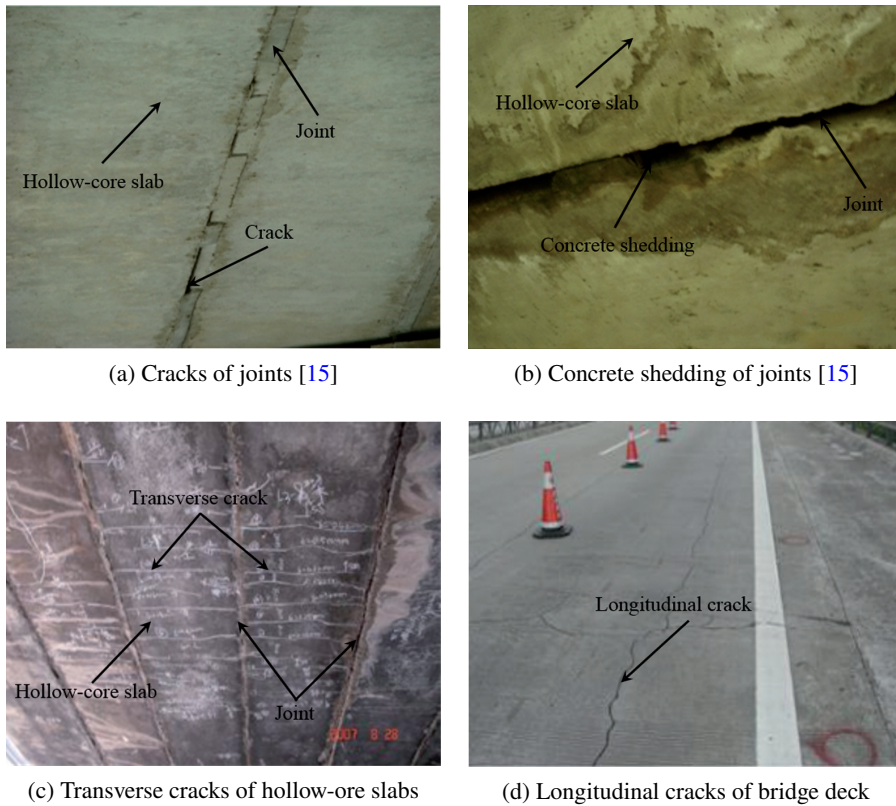 Joint
Hollow-core slab
Crack
(a) Cracks of joints [15]
Hollow-core slab
Joint
Concrete shedding
(b) Concrete shedding of joints [15]
Transverse crack
Hollow-core slab
Joint
2007 8 28
(c) Transverse cracks of hollow-ore slabs
Longitudinal crack
(d) Longitudinal cracks of bridge deck